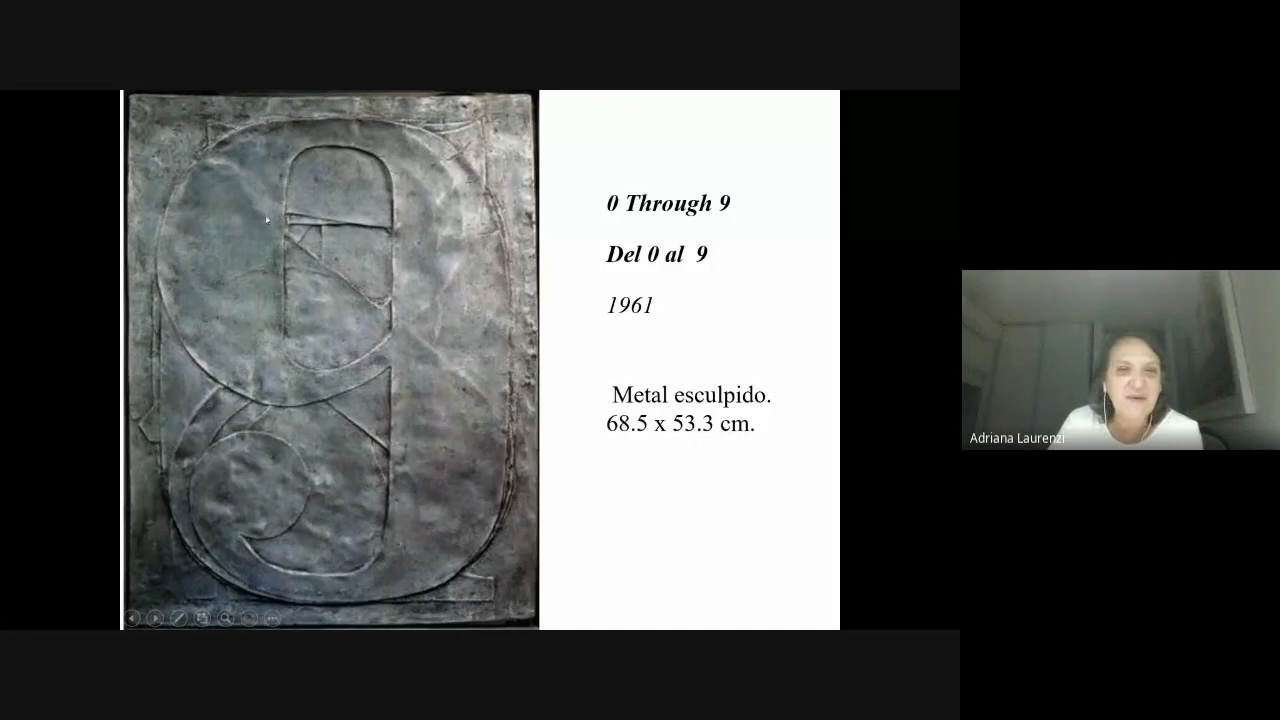 0 Through 9
Del 0 al 9
1961
Metal esculpido.
68.5 x 53.3 cm.
Adriana Laurenzi